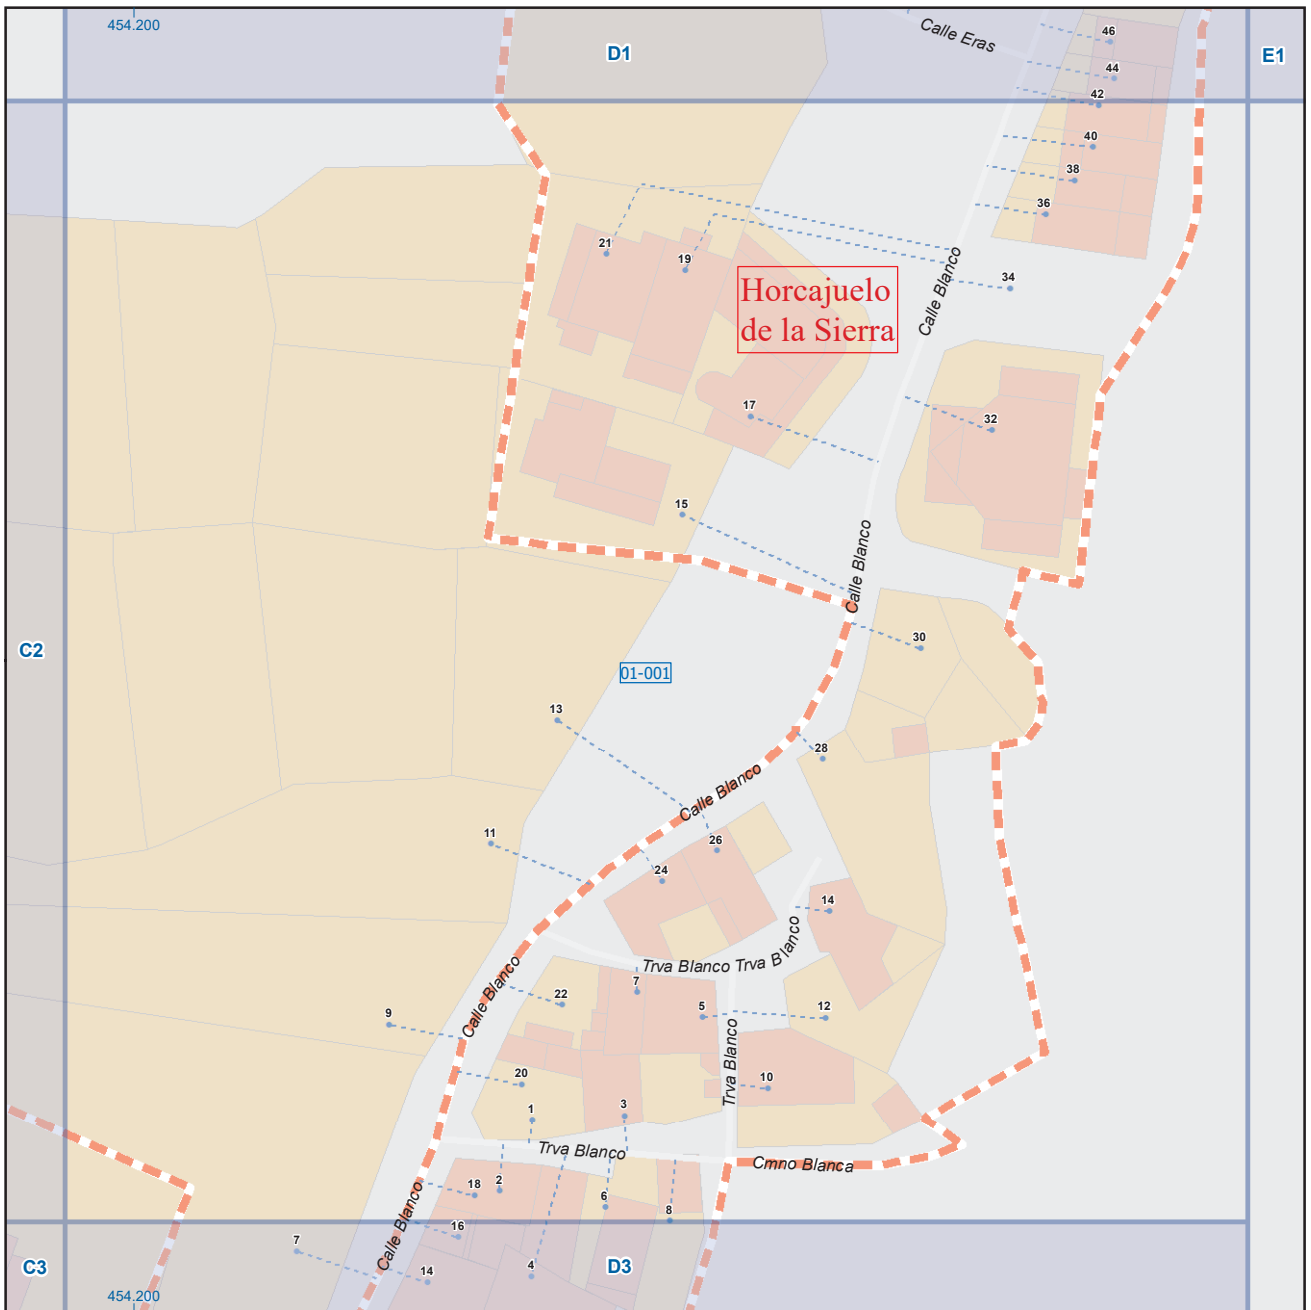 454.200
D1
E1
Calle Eras
46
44
42
40
38
36
21
19
34
Horcajuelo
de la Sierra
Calle Blanco
17
32
15
Calle Blanco
30
C2
01-001
13
28
Calle Blanco
11
26
24
14
Trva Blanco
Trva Blanco
Calle Blanco
7
22
5
12
9
Trva Blanco
20
10
1
3
Trva Blanco
Cmno Blanca
18
2
6
8
Calle Blanco
16
7
14
4
C3
D3
454.200